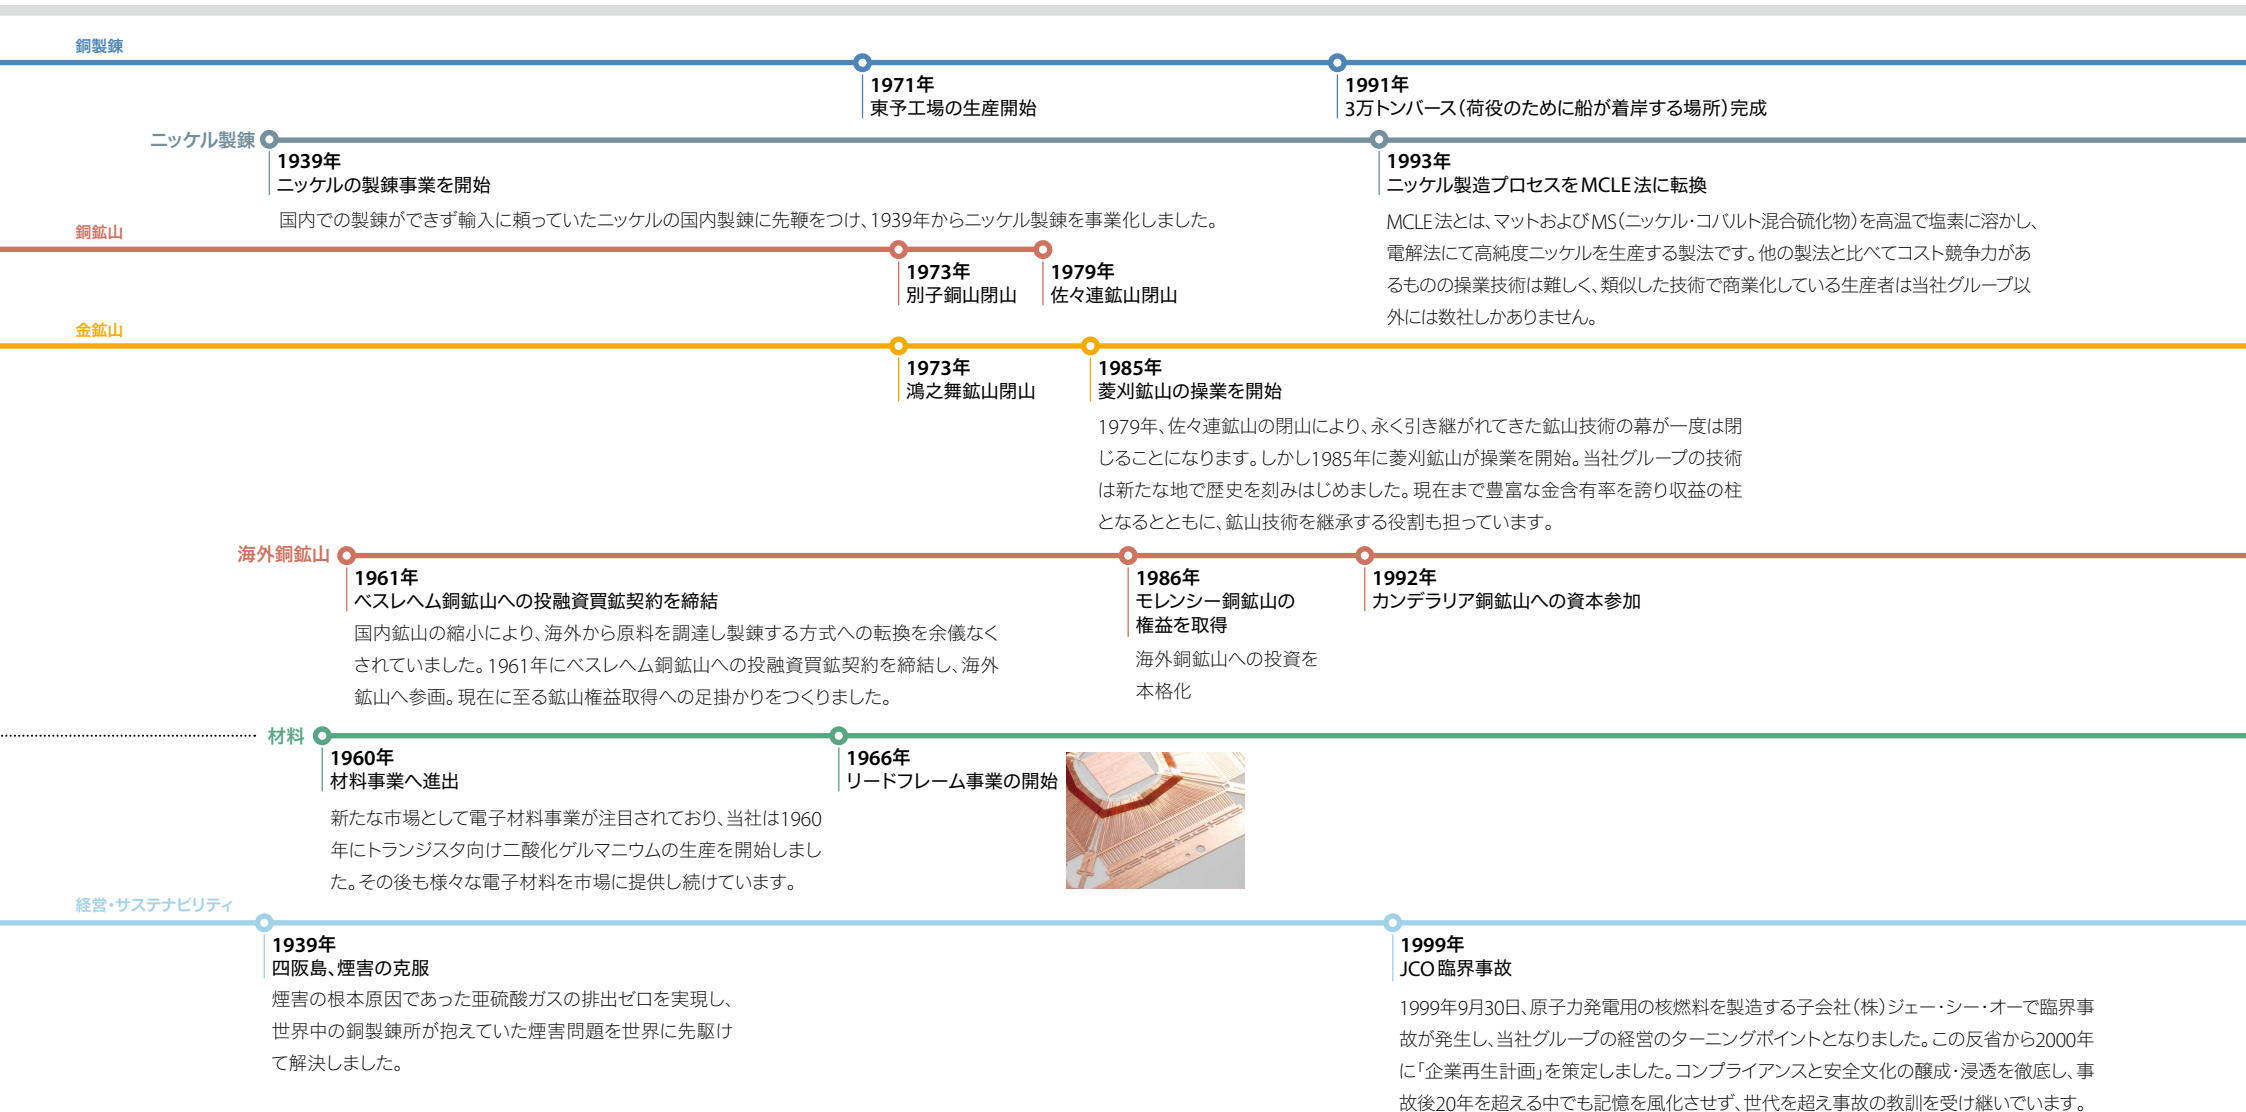 銅製錬
1971年
東予工場の生産開始
1991年
3万トンバース（荷役のために船が着岸する場所）完成
ニッケル製錬
1939年
ニッケルの製錬事業を開始
国内での製錬ができず輸入に頼っていたニッケルの国内製錬に先鞭をつけ、1939年からニッケル製錬を事業化しました。
1993年
ニッケル製造プロセスをMCLE法に転換
MCLE法とは、マットおよびMS（ニッケル・コバルト混合硫化物）を高温で塩素に溶かし、
電解法にて高純度ニッケルを生産する製法です。他の製法と比べてコスト競争力があ
るものの操業技術は難しく、類似した技術で商業化している生産者は当社グループ以
外には数社しかありません。
銅鉱山
1973年
別子銅山閉山
1979年
佐々連鉱山閉山
金鉱山
1973年
鴻之舞鉱山閉山
1985年
菱刈鉱山の操業を開始
1979年、佐々連鉱山の閉山により、永く引き継がれてきた鉱山技術の幕が一度は閉
じることになります。しかし1985年に菱刈鉱山が操業を開始。当社グループの技術
は新たな地で歴史を刻みはじめました。現在まで豊富な金含有率を誇り収益の柱
となるとともに、鉱山技術を継承する役割も担っています。
海外銅鉱山
1961年
ベスレヘム銅鉱山への投融資買鉱契約を締結
国内鉱山の縮小により、海外から原料を調達し製錬する方式への転換を余儀なく
されていました。1961年にベスレヘム銅鉱山への投融資買鉱契約を締結し、海外
鉱山へ参画。現在に至る鉱山権益取得への足掛かりをつくりました。
1986年
モレンシー銅鉱山の
権益を取得
海外銅鉱山への投資を
本格化
1992年
カンデラリア銅鉱山への資本参加
材料
1960年
材料事業へ進出
新たな市場として電子材料事業が注目されており、当社は1960
年にトランジスタ向け二酸化ゲルマニウムの生産を開始しまし
た。その後も様々な電子材料を市場に提供し続けています。
1966年
リードフレーム事業の開始
経営・サステナビリティ
1939年
四阪島、煙害の克服
煙害の根本原因であった亜硫酸ガスの排出ゼロを実現し、
世界中の銅製錬所が抱えていた煙害問題を世界に先駆け
て解決しました。
1999年
JCO臨界事故
1999年9月30日、原子力発電用の核燃料を製造する子会社（株）ジェー・シー・オーで臨界事
故が発生し、当社グループの経営のターニングポイントとなりました。この反省から2000年
に「企業再生計画」を策定しました。コンプライアンスと安全文化の醸成・浸透を徹底し、事
故後20年を超える中でも記憶を風化させず、世代を超え事故の教訓を受け継いでいます。